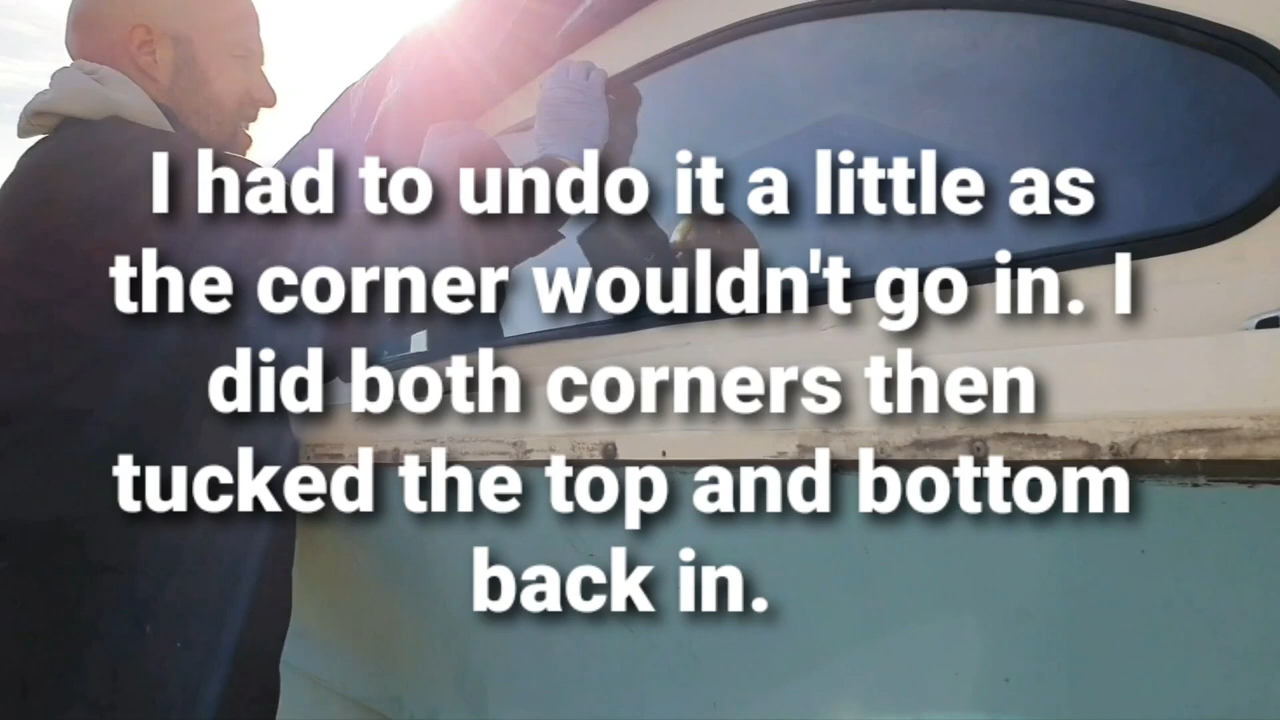 I had to undo it a little as
the corner wouldn't go in. I
did both corners then
tucked the top and bottom
back in.